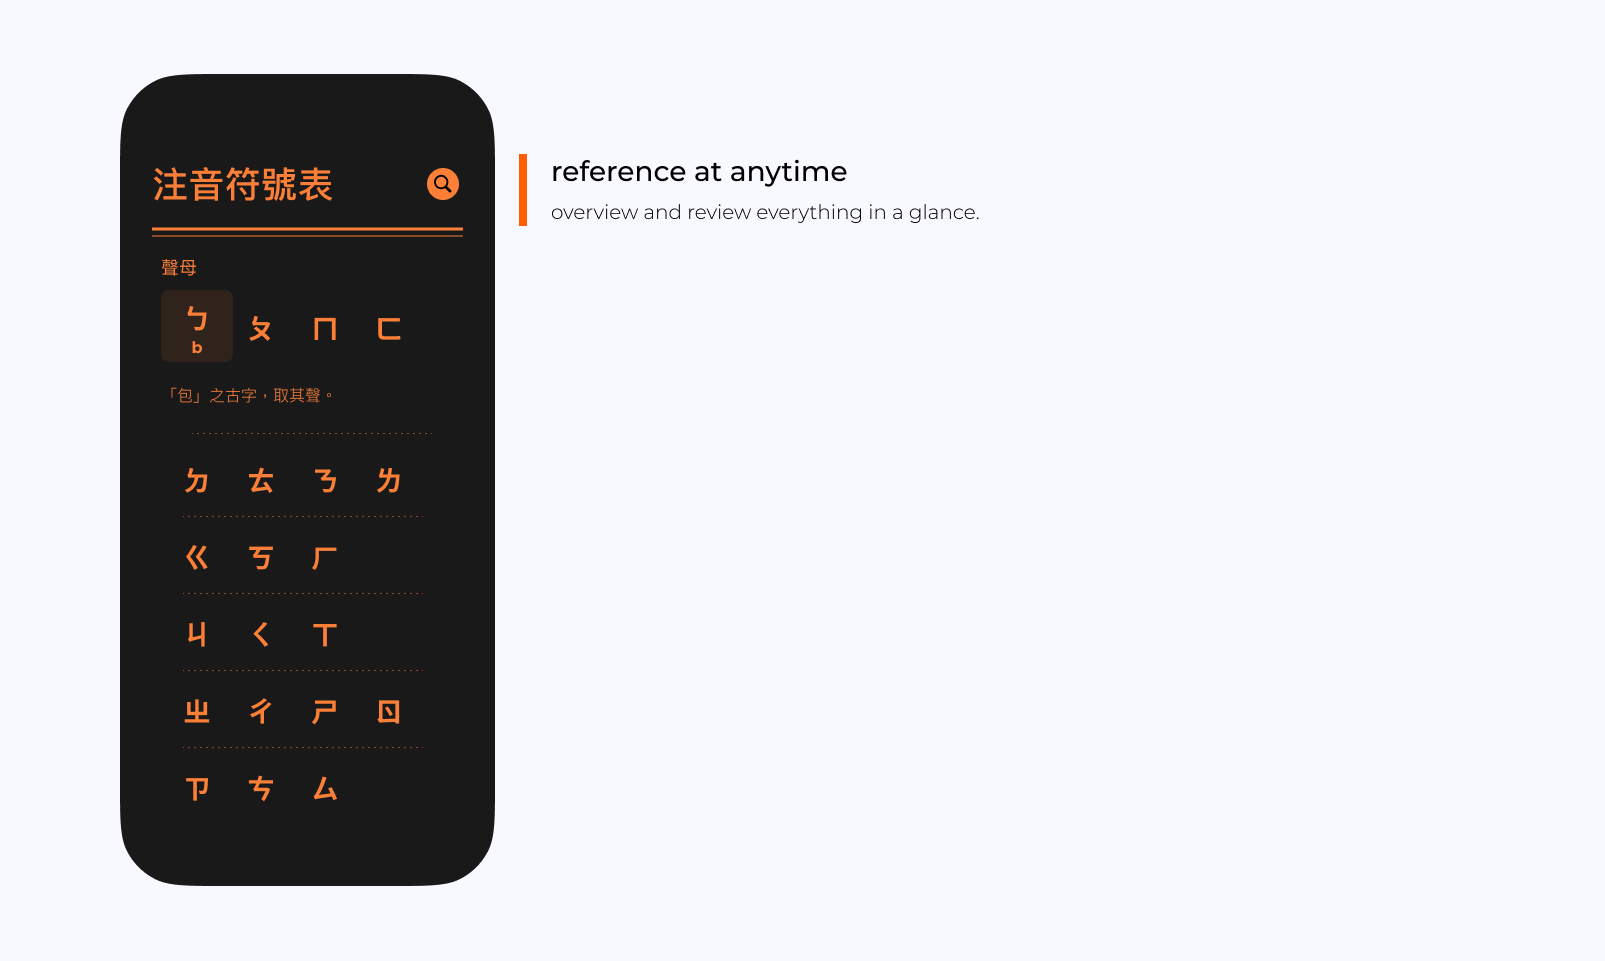 注音符號表
聲母
ㄅ ㄆ ㄇ ㄈ
b
「包」之古字，取其聲。
ㄉ ㄊ ㄋ ㄌ
ㄍ ㄎ ㄏ
ㄐ ㄑ ㄒ
ㄓ ㄔ ㄕ ㄖ
ㄗ ㄘ ㄙ
reference at anytime
overview and review everything in a glance.